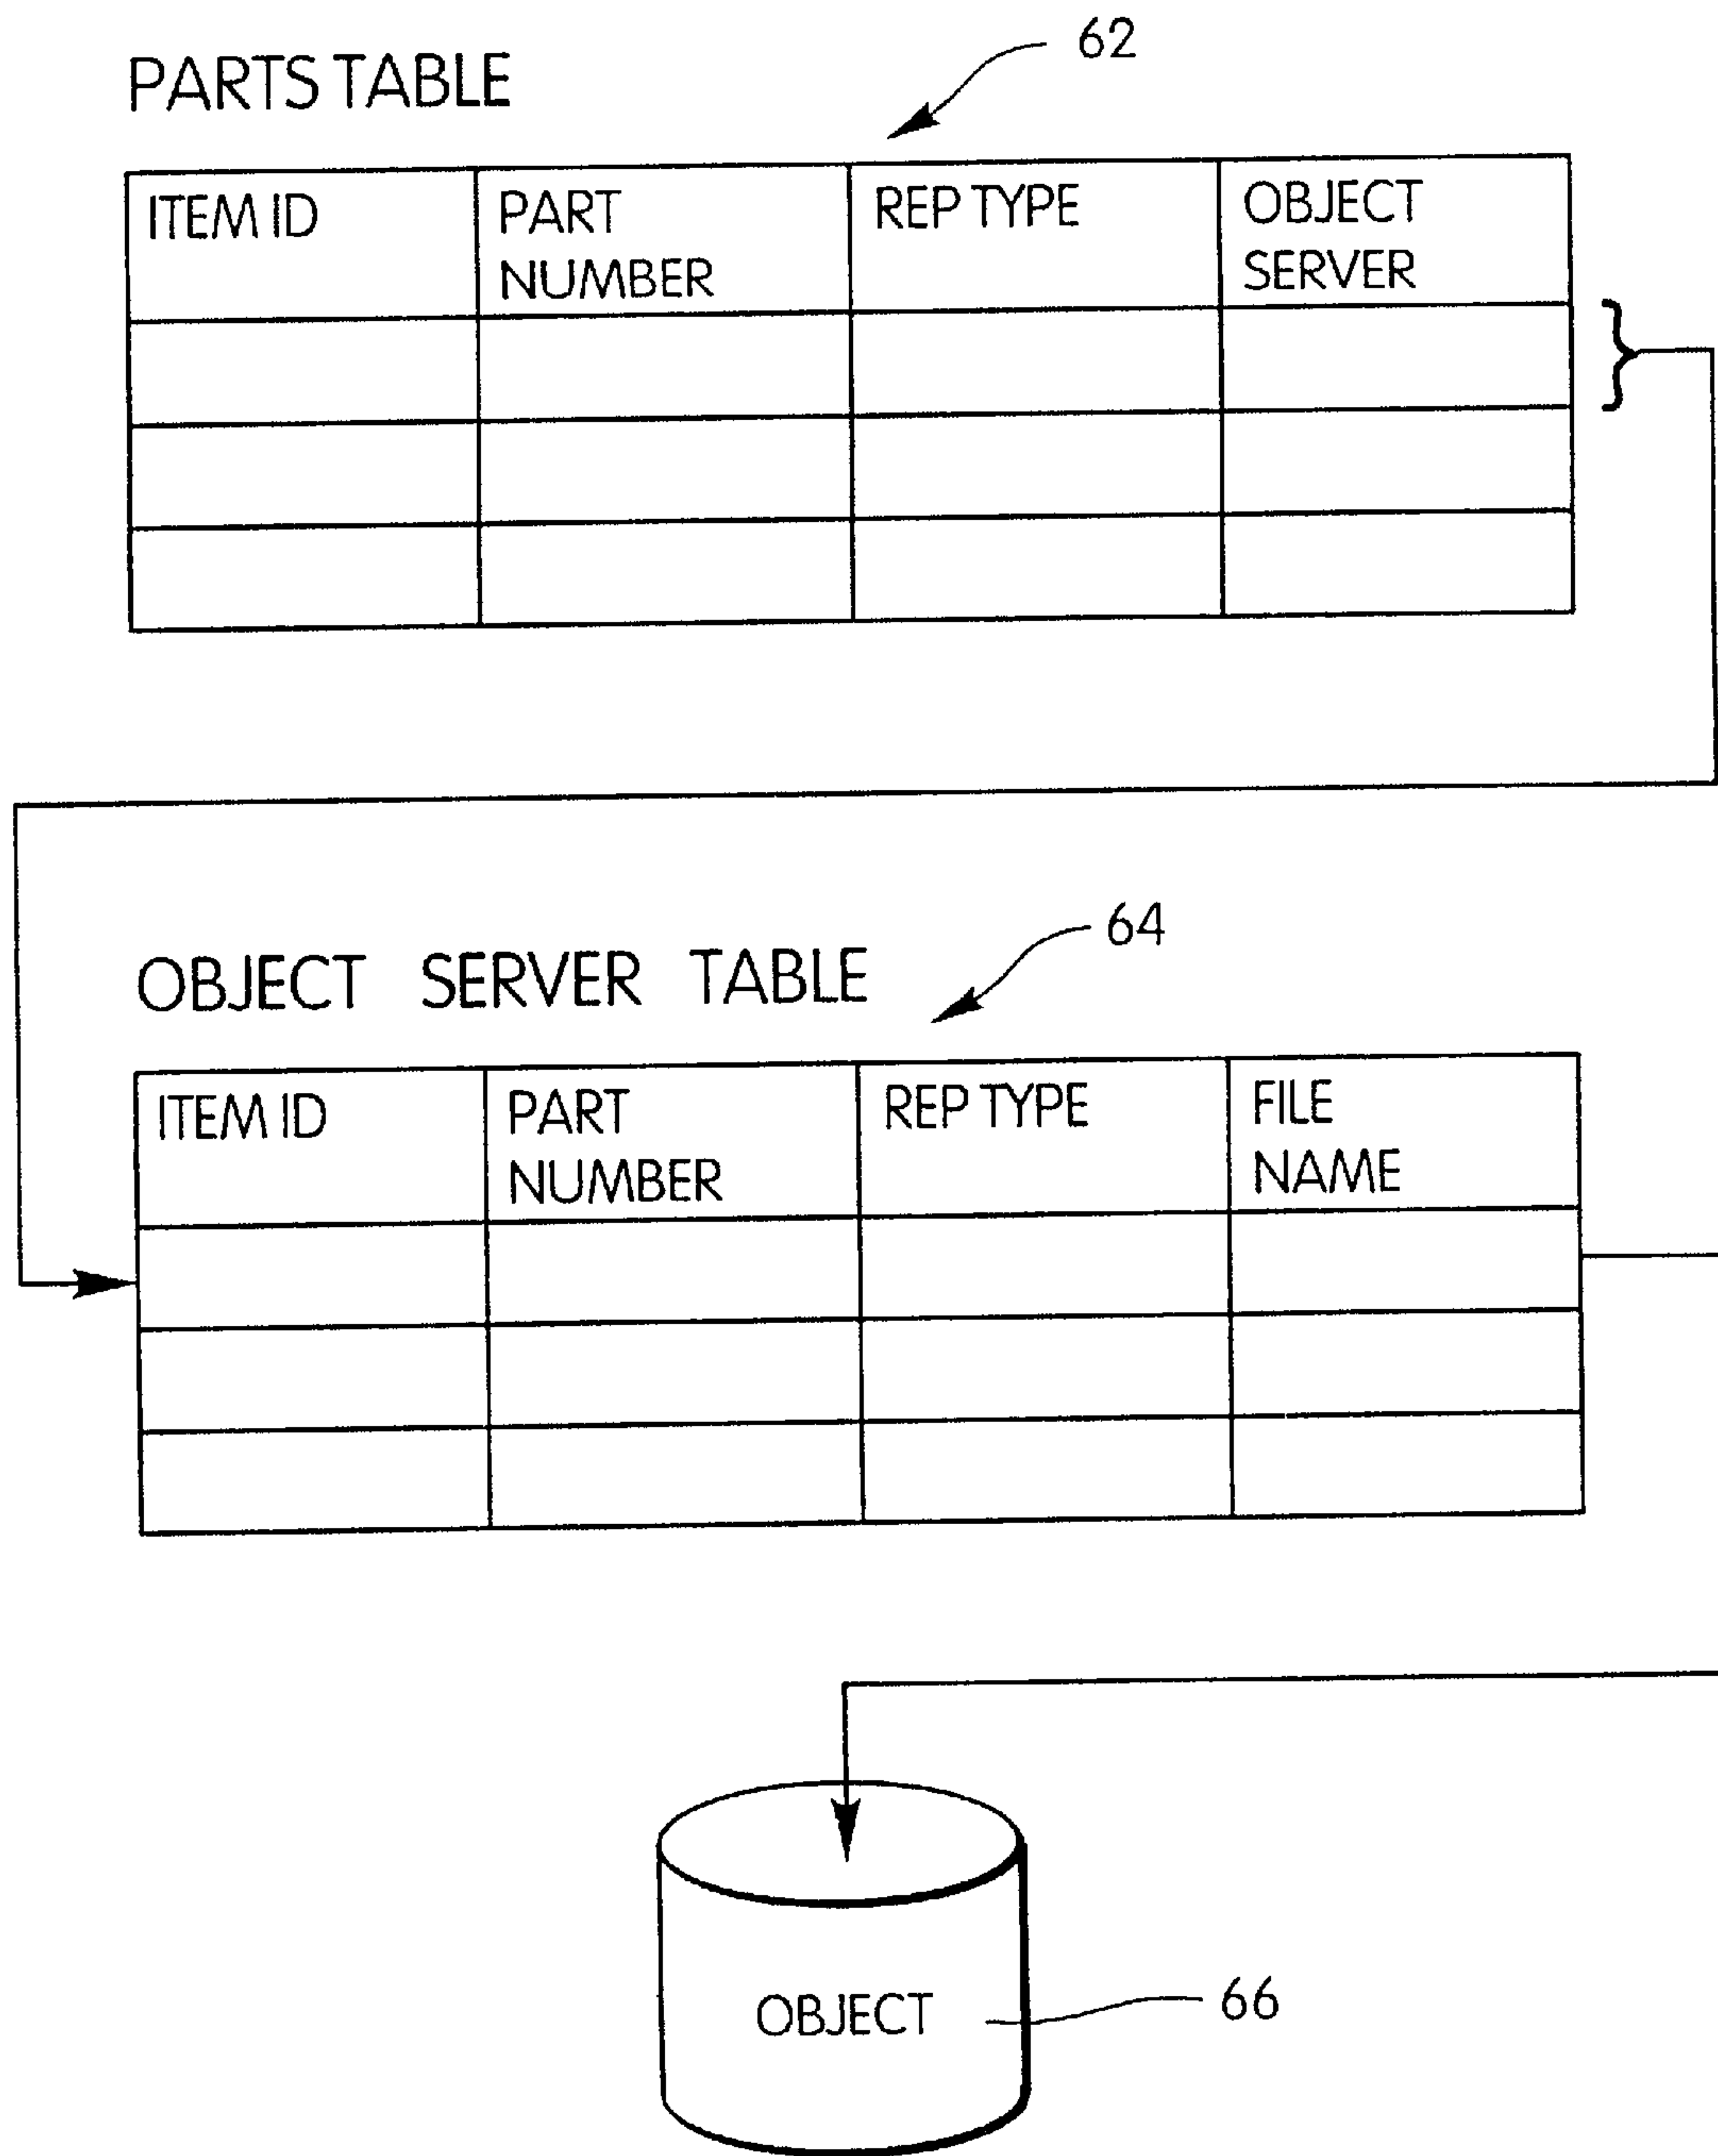 62
PARTS TABLE
ITEM ID
PART
NUMBER
REP TYPE
OBJECT
SERVER
64
OBJECT SERVER TABLE
ITEM ID
PART
NUMBER
REP TYPE
FILE
NAME
OBJECT
66